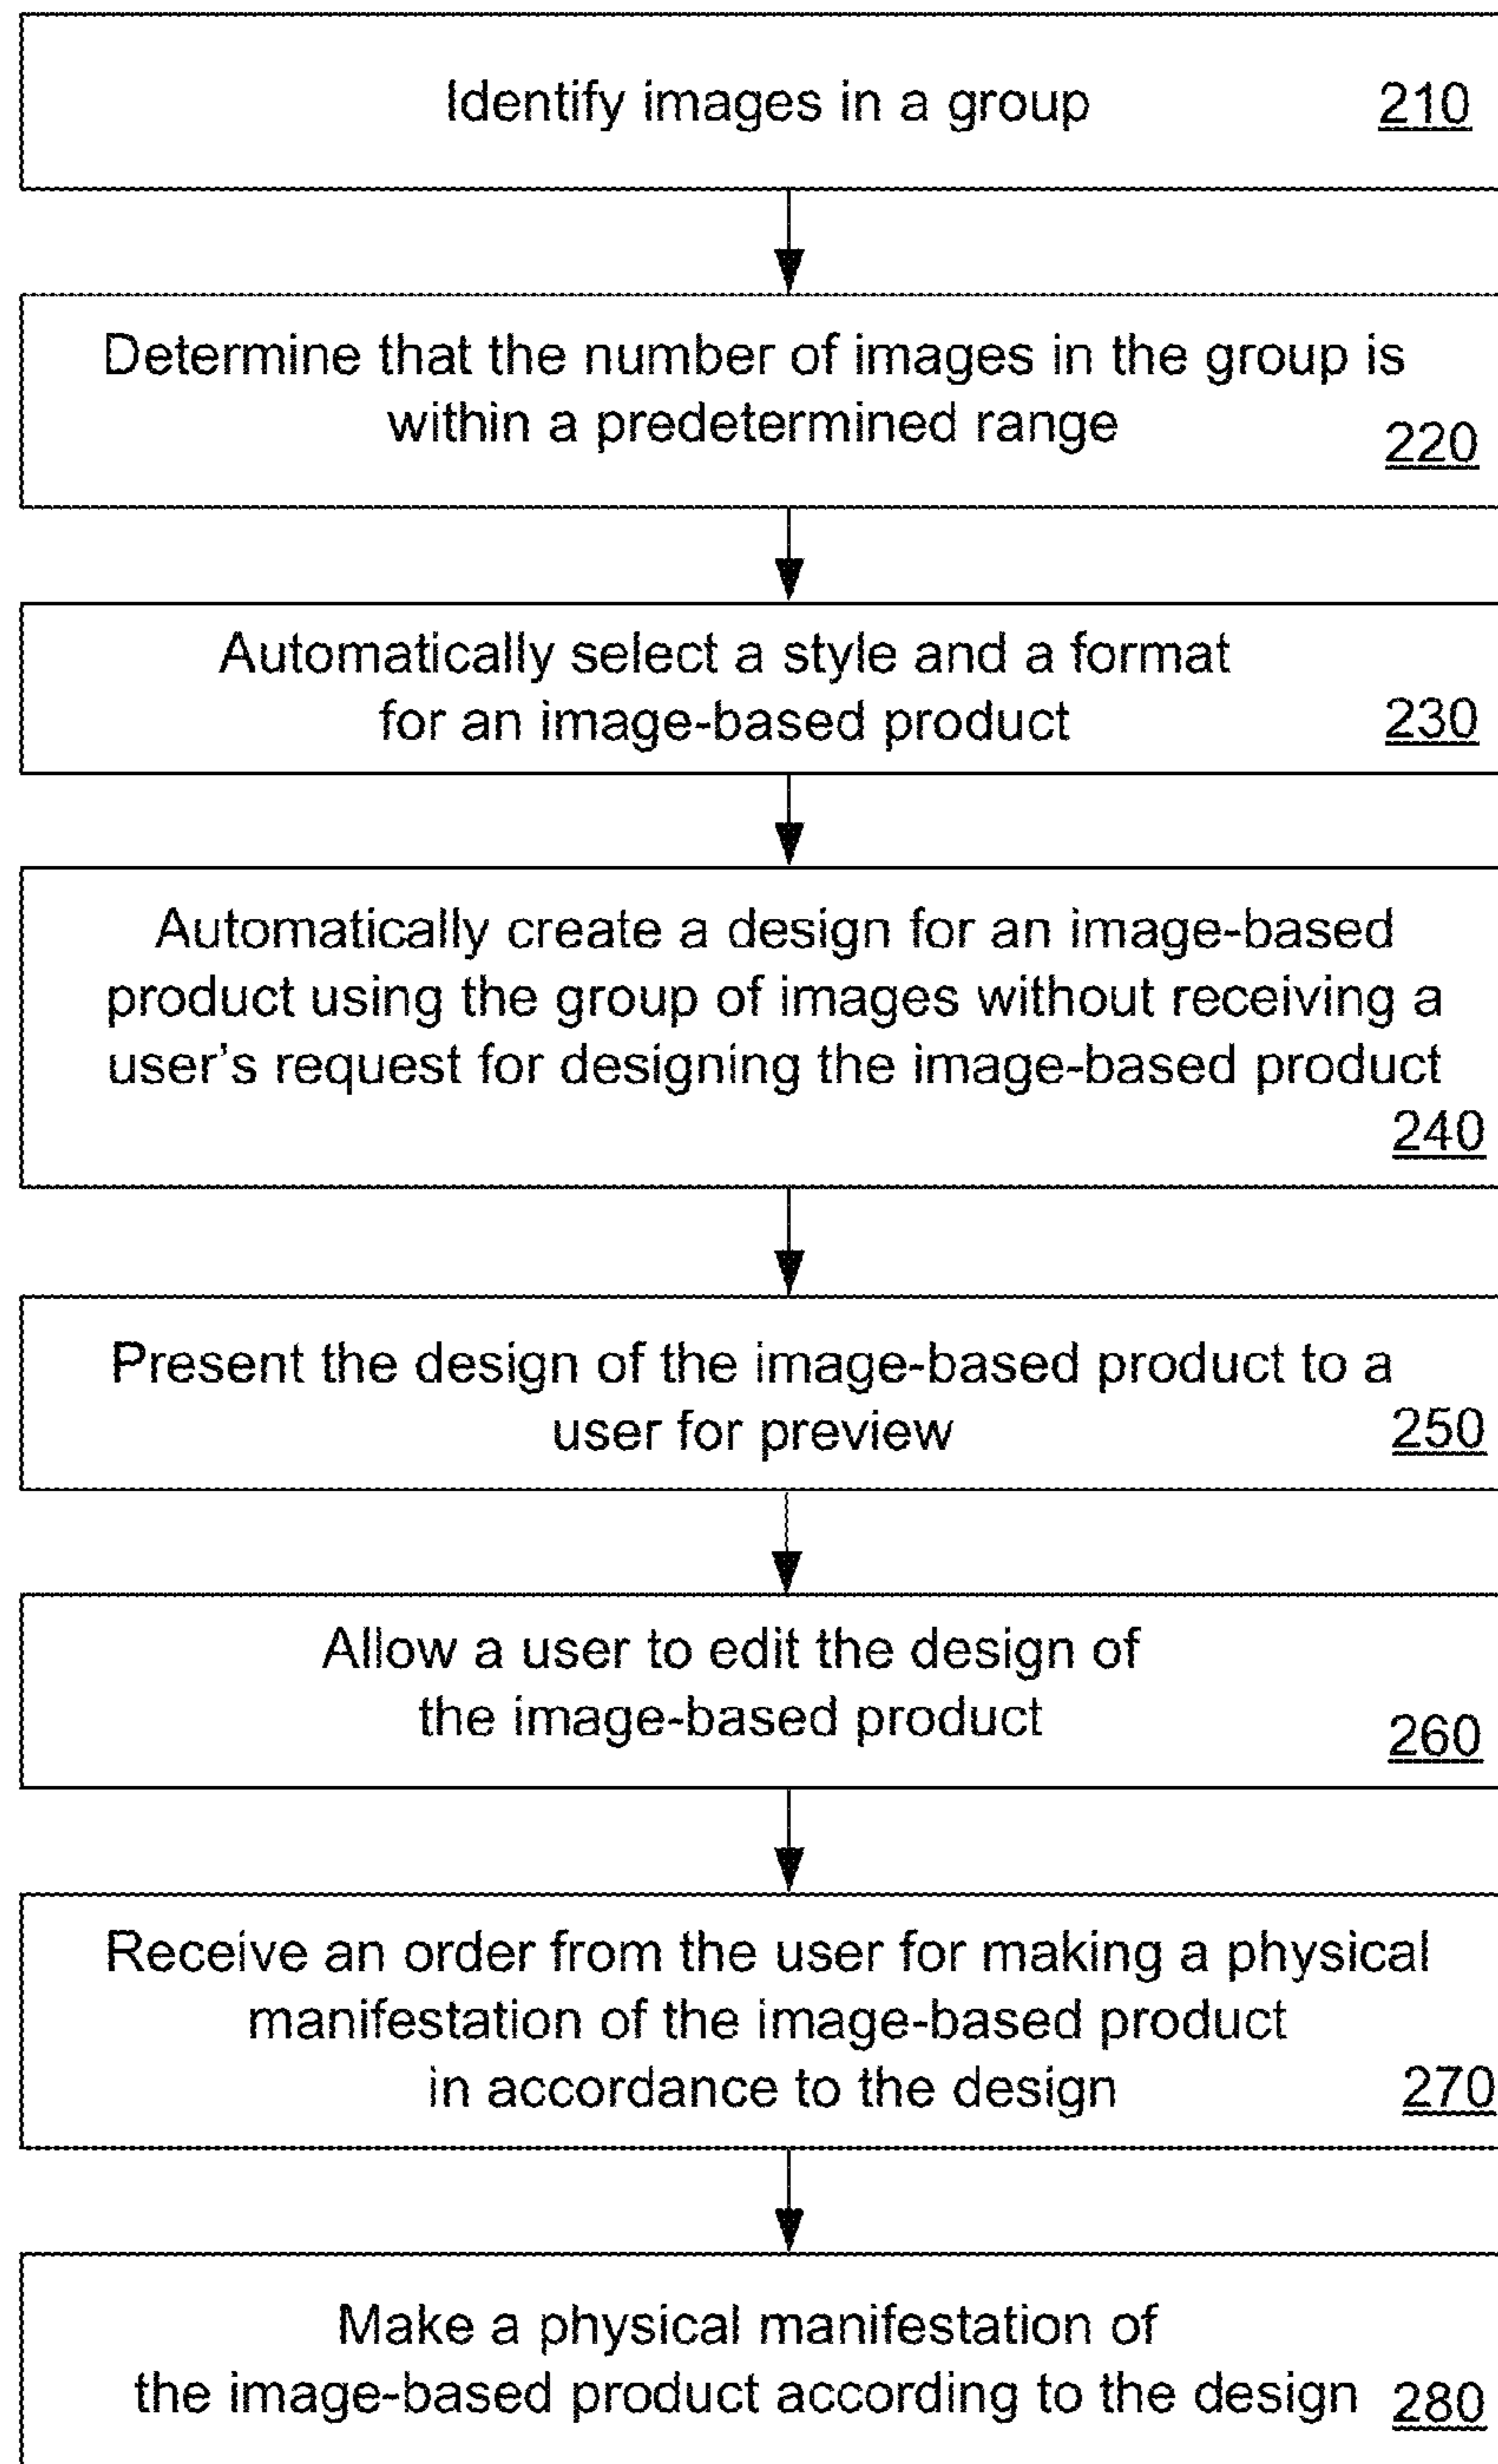 Identify images in a group 210
Determine that the number of images in the group is
within a predetermined range 220
Automatically select a style and a format
for an image-based product 230
Automatically create a design for an image-based
product using the group of images without receiving a
user's request for designing the image-based product
240
Present the design of the image-based product to a
user for preview 250
Allow a user to edit the design of
the image-based product 260
Receive an order from the user for making a physical
manifestation of the image-based product
in accordance to the design 270
Make a physical manifestation of
the image-based product according to the design 280